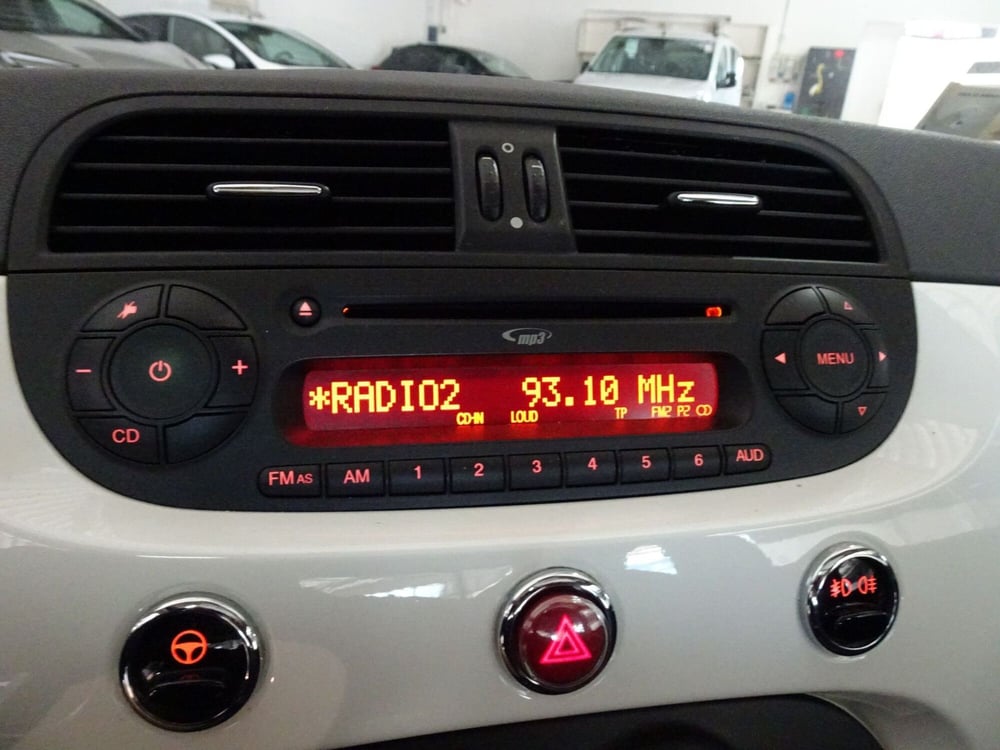 mp3
*RADIO2 93.10 MHz
CD-IN LOUD TP FM2 P2 CD
- +
MENU
CD
FM AS AM 1 2 3 4 5 6 AUD